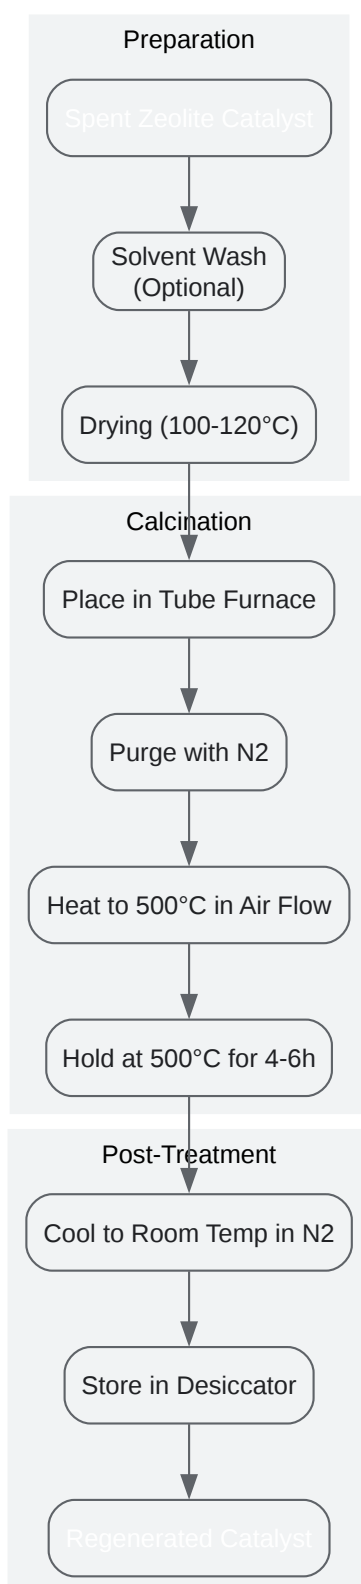 Preparation
Spent Zeolite Catalyst
Solvent Wash
(Optional)
Drying (100-120°C)
Calcination
Place in Tube Furnace
Purge with N2
Heat to 500°C in Air Flow
Hold at 500°C for 4-6h
Post-Treatment
Cool to Room Temp in N2
Store in Desiccator
Regenerated Catalyst